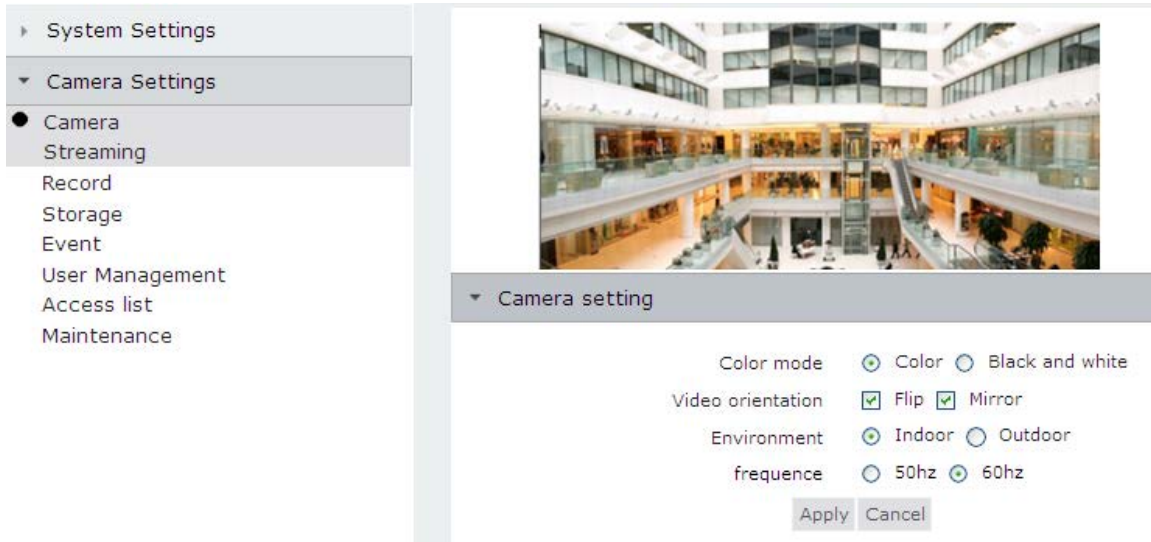 System Settings
Camera Settings
Camera
Streaming
Record
Storage
Event
User Management
Access list
Maintenance
Camera setting
Color mode Color Black and white
Video orientation Flip Mirror
Environment Indoor Outdoor
frequence 50hz 60hz
Apply Cancel